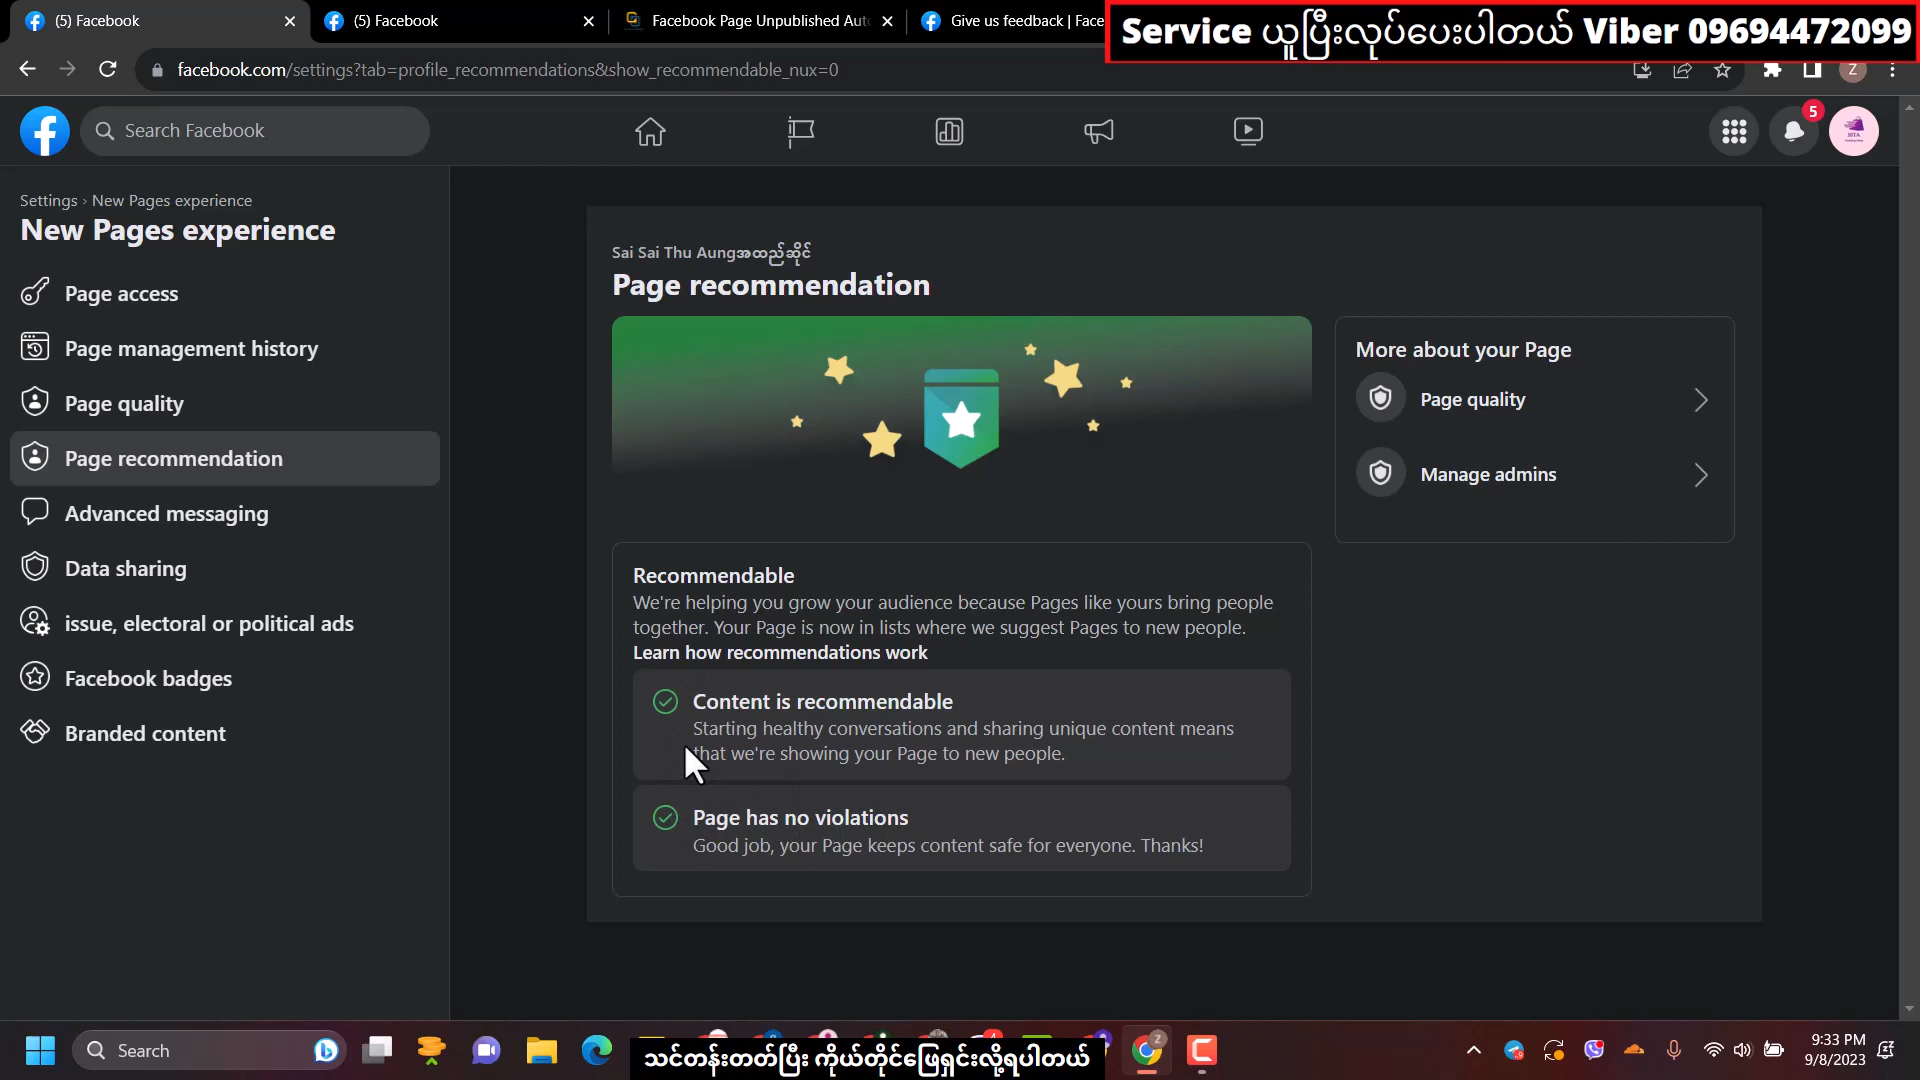 (5) Facebook
(5) Facebook
Facebook Page Unpublished Aut
Give us feedback | Face
Service ယူပြီးလုပ်ပေးပါတယ် Viber 09694472099
facebook.com/settings?tab=profile_recommendations&show_recommendable_nux=0
Z
Search Facebook
5
Settings › New Pages experience
New Pages experience
Page access
Page management history
Page quality
Page recommendation
Advanced messaging
Data sharing
issue, electoral or political ads
Facebook badges
Branded content
Sai Sai Thu Aungအထည်ဆိုင်
Page recommendation
More about your Page
Page quality
Manage admins
Recommendable
We're helping you grow your audience because Pages like yours bring people
together. Your Page is now in lists where we suggest Pages to new people.
Learn how recommendations work
Content is recommendable
Starting healthy conversations and sharing unique content means
that we're showing your Page to new people.
Page has no violations
Good job, your Page keeps content safe for everyone. Thanks!
Search
သင်တန်းတတ်ပြီး ကိုယ်တိုင်ဖြေရှင်းလို့ရပါတယ်
Z
9:33 PM
9/8/2023